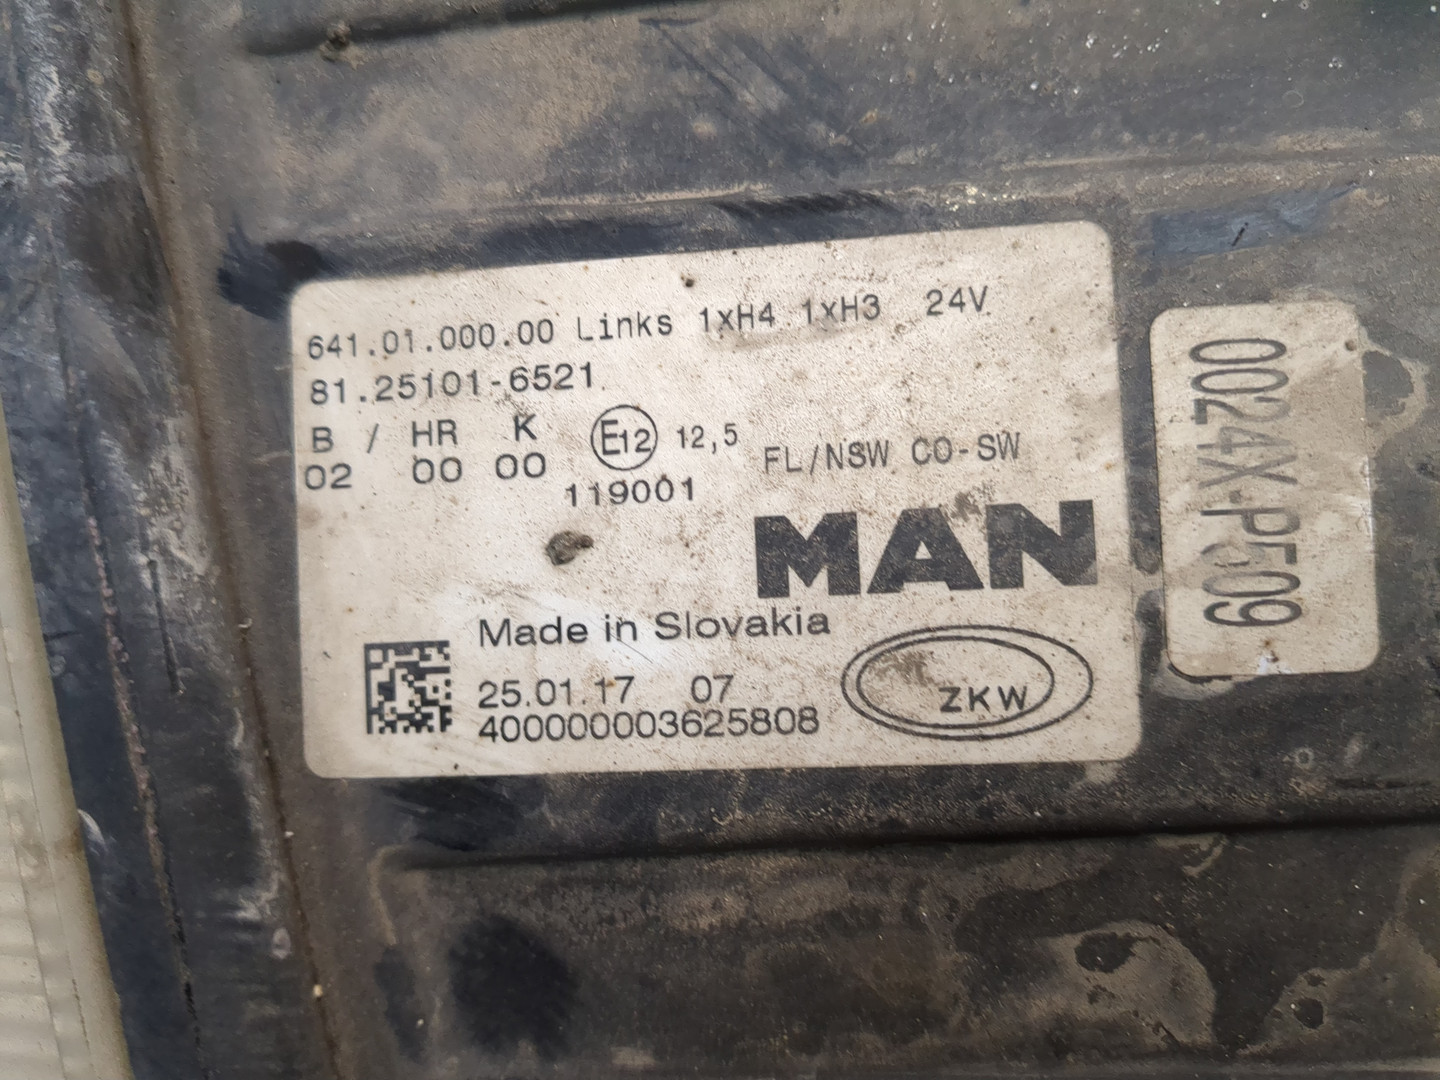 641.01.000.00 Links 1xH4 1xH3 24V
81.25101-6521
B / HR K
02 00 00
E12 12,5
119001
FL/NSW CO-SW
MAN
Made in Slovakia
25.01.17 07
400000003625808
ZKW
0024X-P509